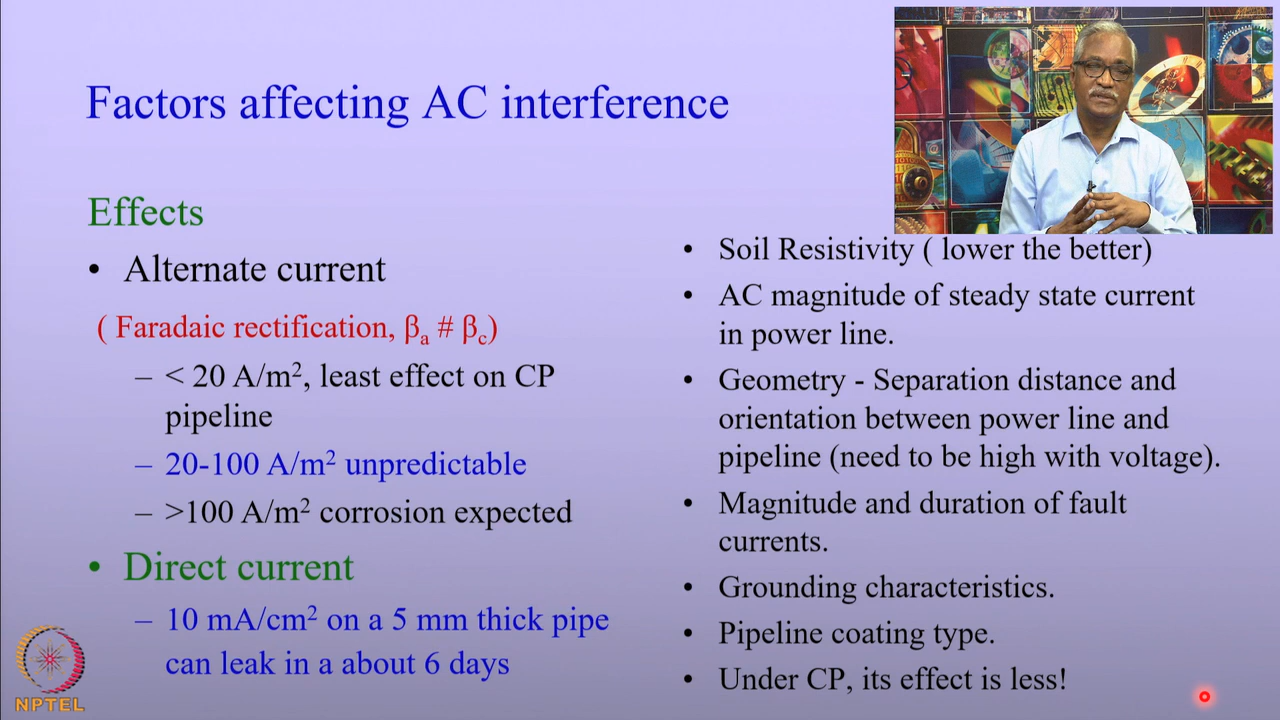 Factors affecting AC interference
Effects
• Alternate current
( Faradaic rectification, βa # βc)
– < 20 A/m2, least effect on CP
pipeline
– 20-100 A/m2 unpredictable
– >100 A/m2 corrosion expected
• Direct current
– 10 mA/cm2 on a 5 mm thick pipe
can leak in a about 6 days
• Soil Resistivity ( lower the better)
• AC magnitude of steady state current
in power line.
• Geometry - Separation distance and
orientation between power line and
pipeline (need to be high with voltage).
• Magnitude and duration of fault
currents.
• Grounding characteristics.
• Pipeline coating type.
• Under CP, its effect is less!
NPTEL